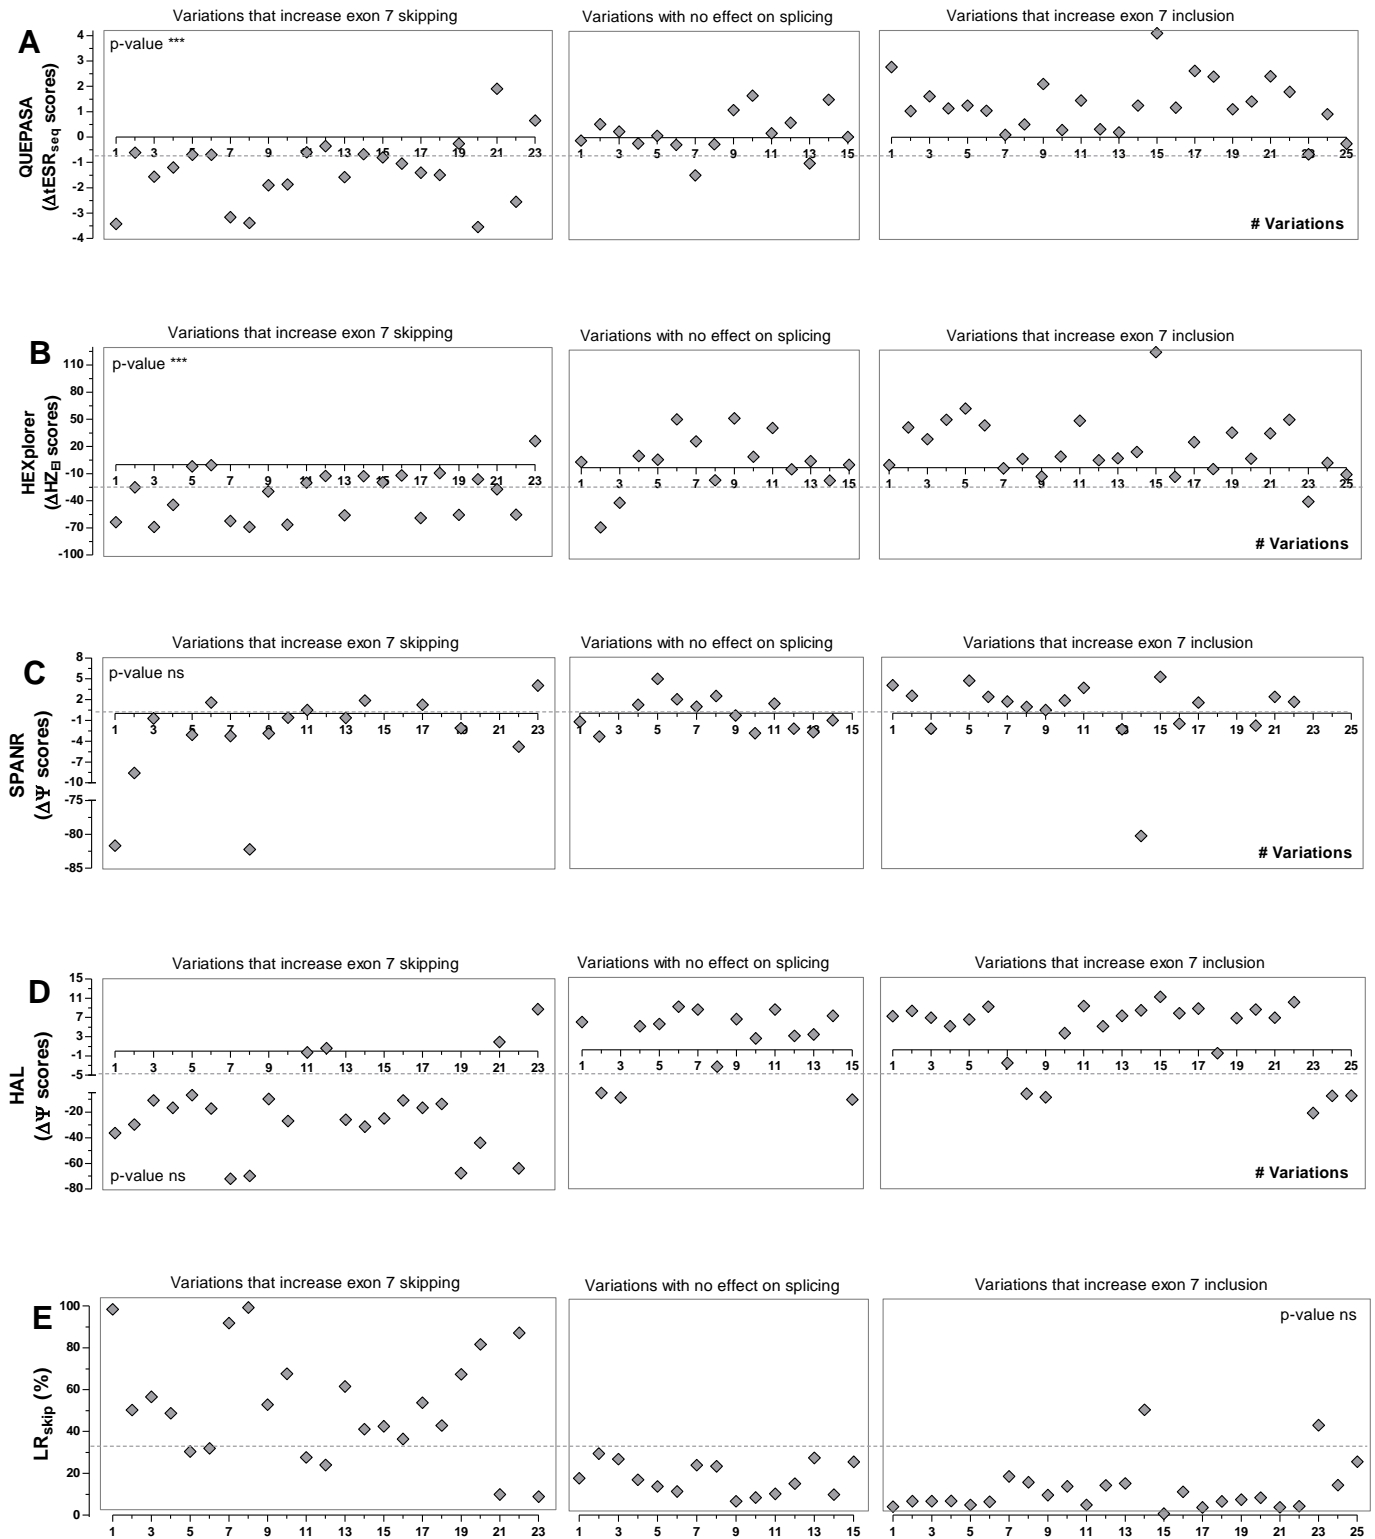 A
Variations that increase exon 7 skipping
Variations with no effect on splicing
Variations that increase exon 7 inclusion
QUEPASA
(ΔtESRseq scores)
p-value ***
4
3
2
1
0
-1
-2
-3
-4
1 3 5 7 9 11 13 15 17 19 21 23
1 3 5 7 9 11 13 15
1 3 5 7 9 11 13 15 17 19 21 23 25
# Variations
B
Variations that increase exon 7 skipping
Variations with no effect on splicing
Variations that increase exon 7 inclusion
HEXplorer
(ΔHZEI scores)
p-value ***
110
80
50
20
-10
-40
-70
-100
1 3 5 7 9 11 13 15 17 19 21 23
1 3 5 7 9 11 13 15
1 3 5 7 9 11 13 15 17 19 21 23 25
# Variations
C
Variations that increase exon 7 skipping
Variations with no effect on splicing
Variations that increase exon 7 inclusion
SPANR
(ΔΨ scores)
p-value ns
8
5
2
-1
-4
-7
-10
-75
-80
-85
1 3 5 7 9 11 13 15 17 19 21 23
1 3 5 7 9 11 13 15
1 3 5 7 9 11 13 15 17 19 21 23 25
# Variations
D
Variations that increase exon 7 skipping
Variations with no effect on splicing
Variations that increase exon 7 inclusion
HAL
(ΔΨ scores)
15
11
7
3
-1
-5
-20
-40
-60
-80
1 3 5 7 9 11 13 15 17 19 21 23
1 3 5 7 9 11 13 15
1 3 5 7 9 11 13 15 17 19 21 23 25
p-value ns
# Variations
E
Variations that increase exon 7 skipping
Variations with no effect on splicing
Variations that increase exon 7 inclusion
LRskip (%)
p-value ns
100
80
60
40
20
0
1 3 5 7 9 11 13 15 17 19 21 23
1 3 5 7 9 11 13 15
1 3 5 7 9 11 13 15 17 19 21 23 25